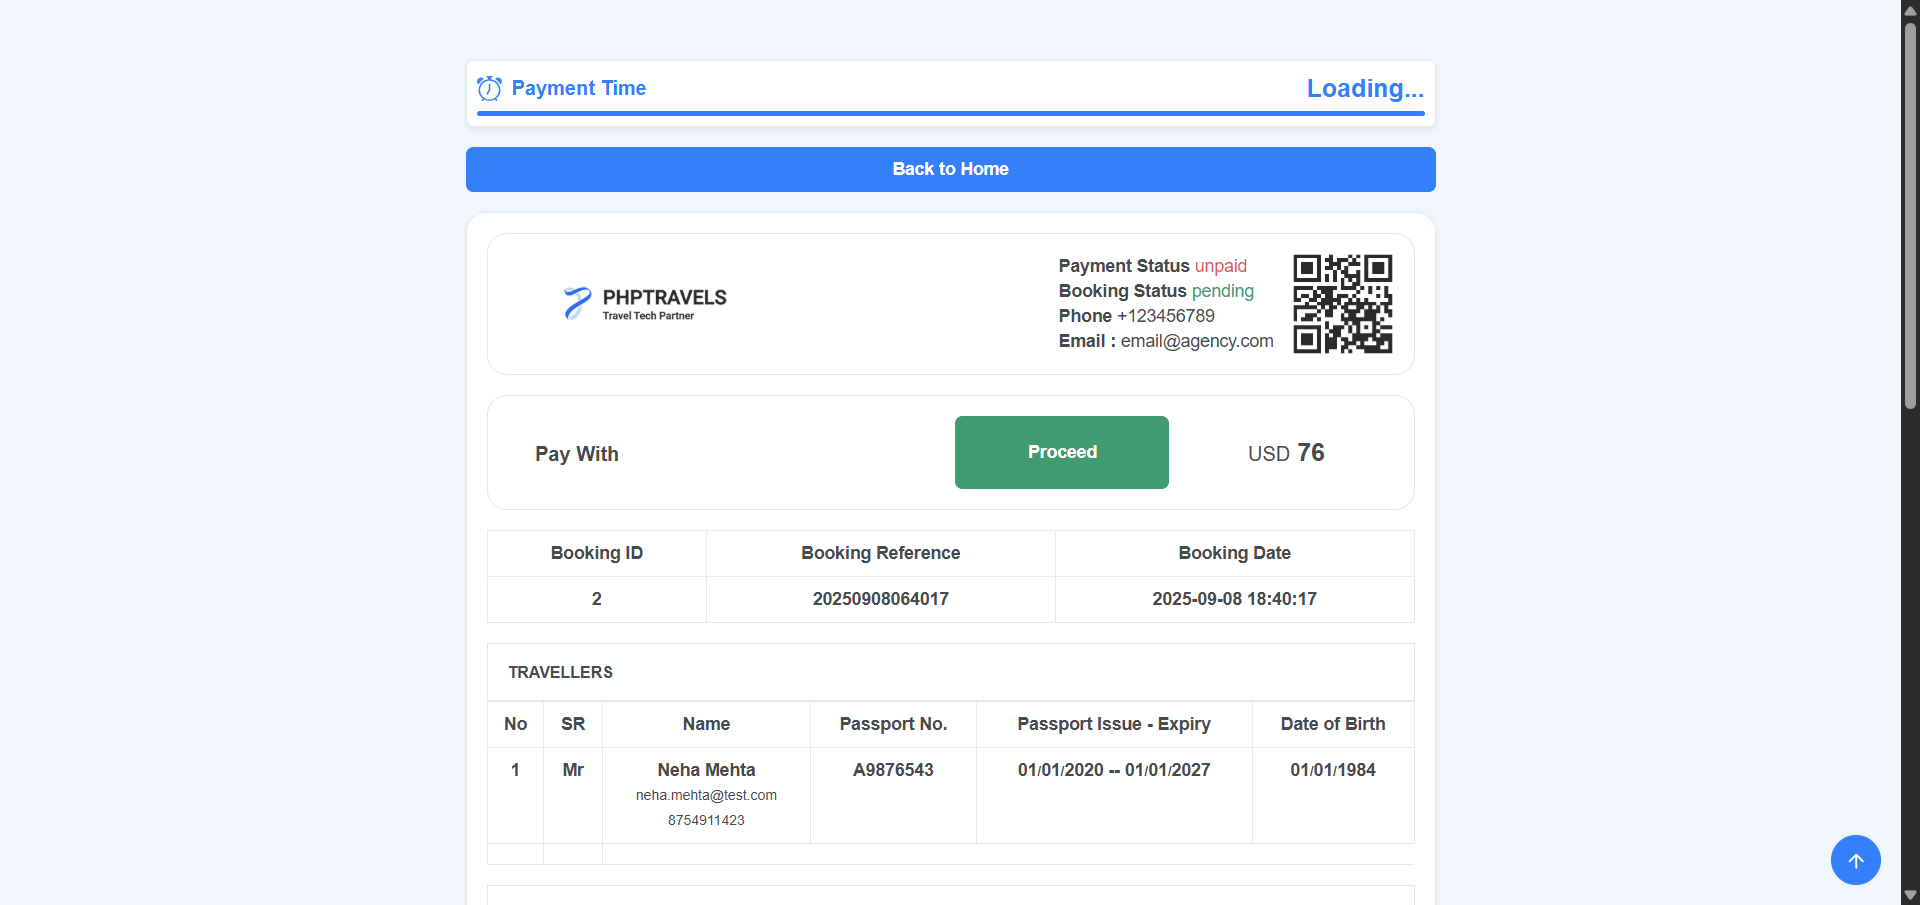 Payment Time
Loading...
Back to Home
PHPTRAVELS
Travel Tech Partner
Payment Status unpaid
Booking Status pending
Phone +123456789
Email : email@agency.com
Pay With
Proceed
USD 76
Booking ID Booking Reference Booking Date
2 20250908064017 2025-09-08 18:40:17
TRAVELLERS
No SR Name Passport No. Passport Issue - Expiry Date of Birth
1 Mr Neha Mehta A9876543 01/01/2020 -- 01/01/2027 01/01/1984
neha.mehta@test.com
8754911423